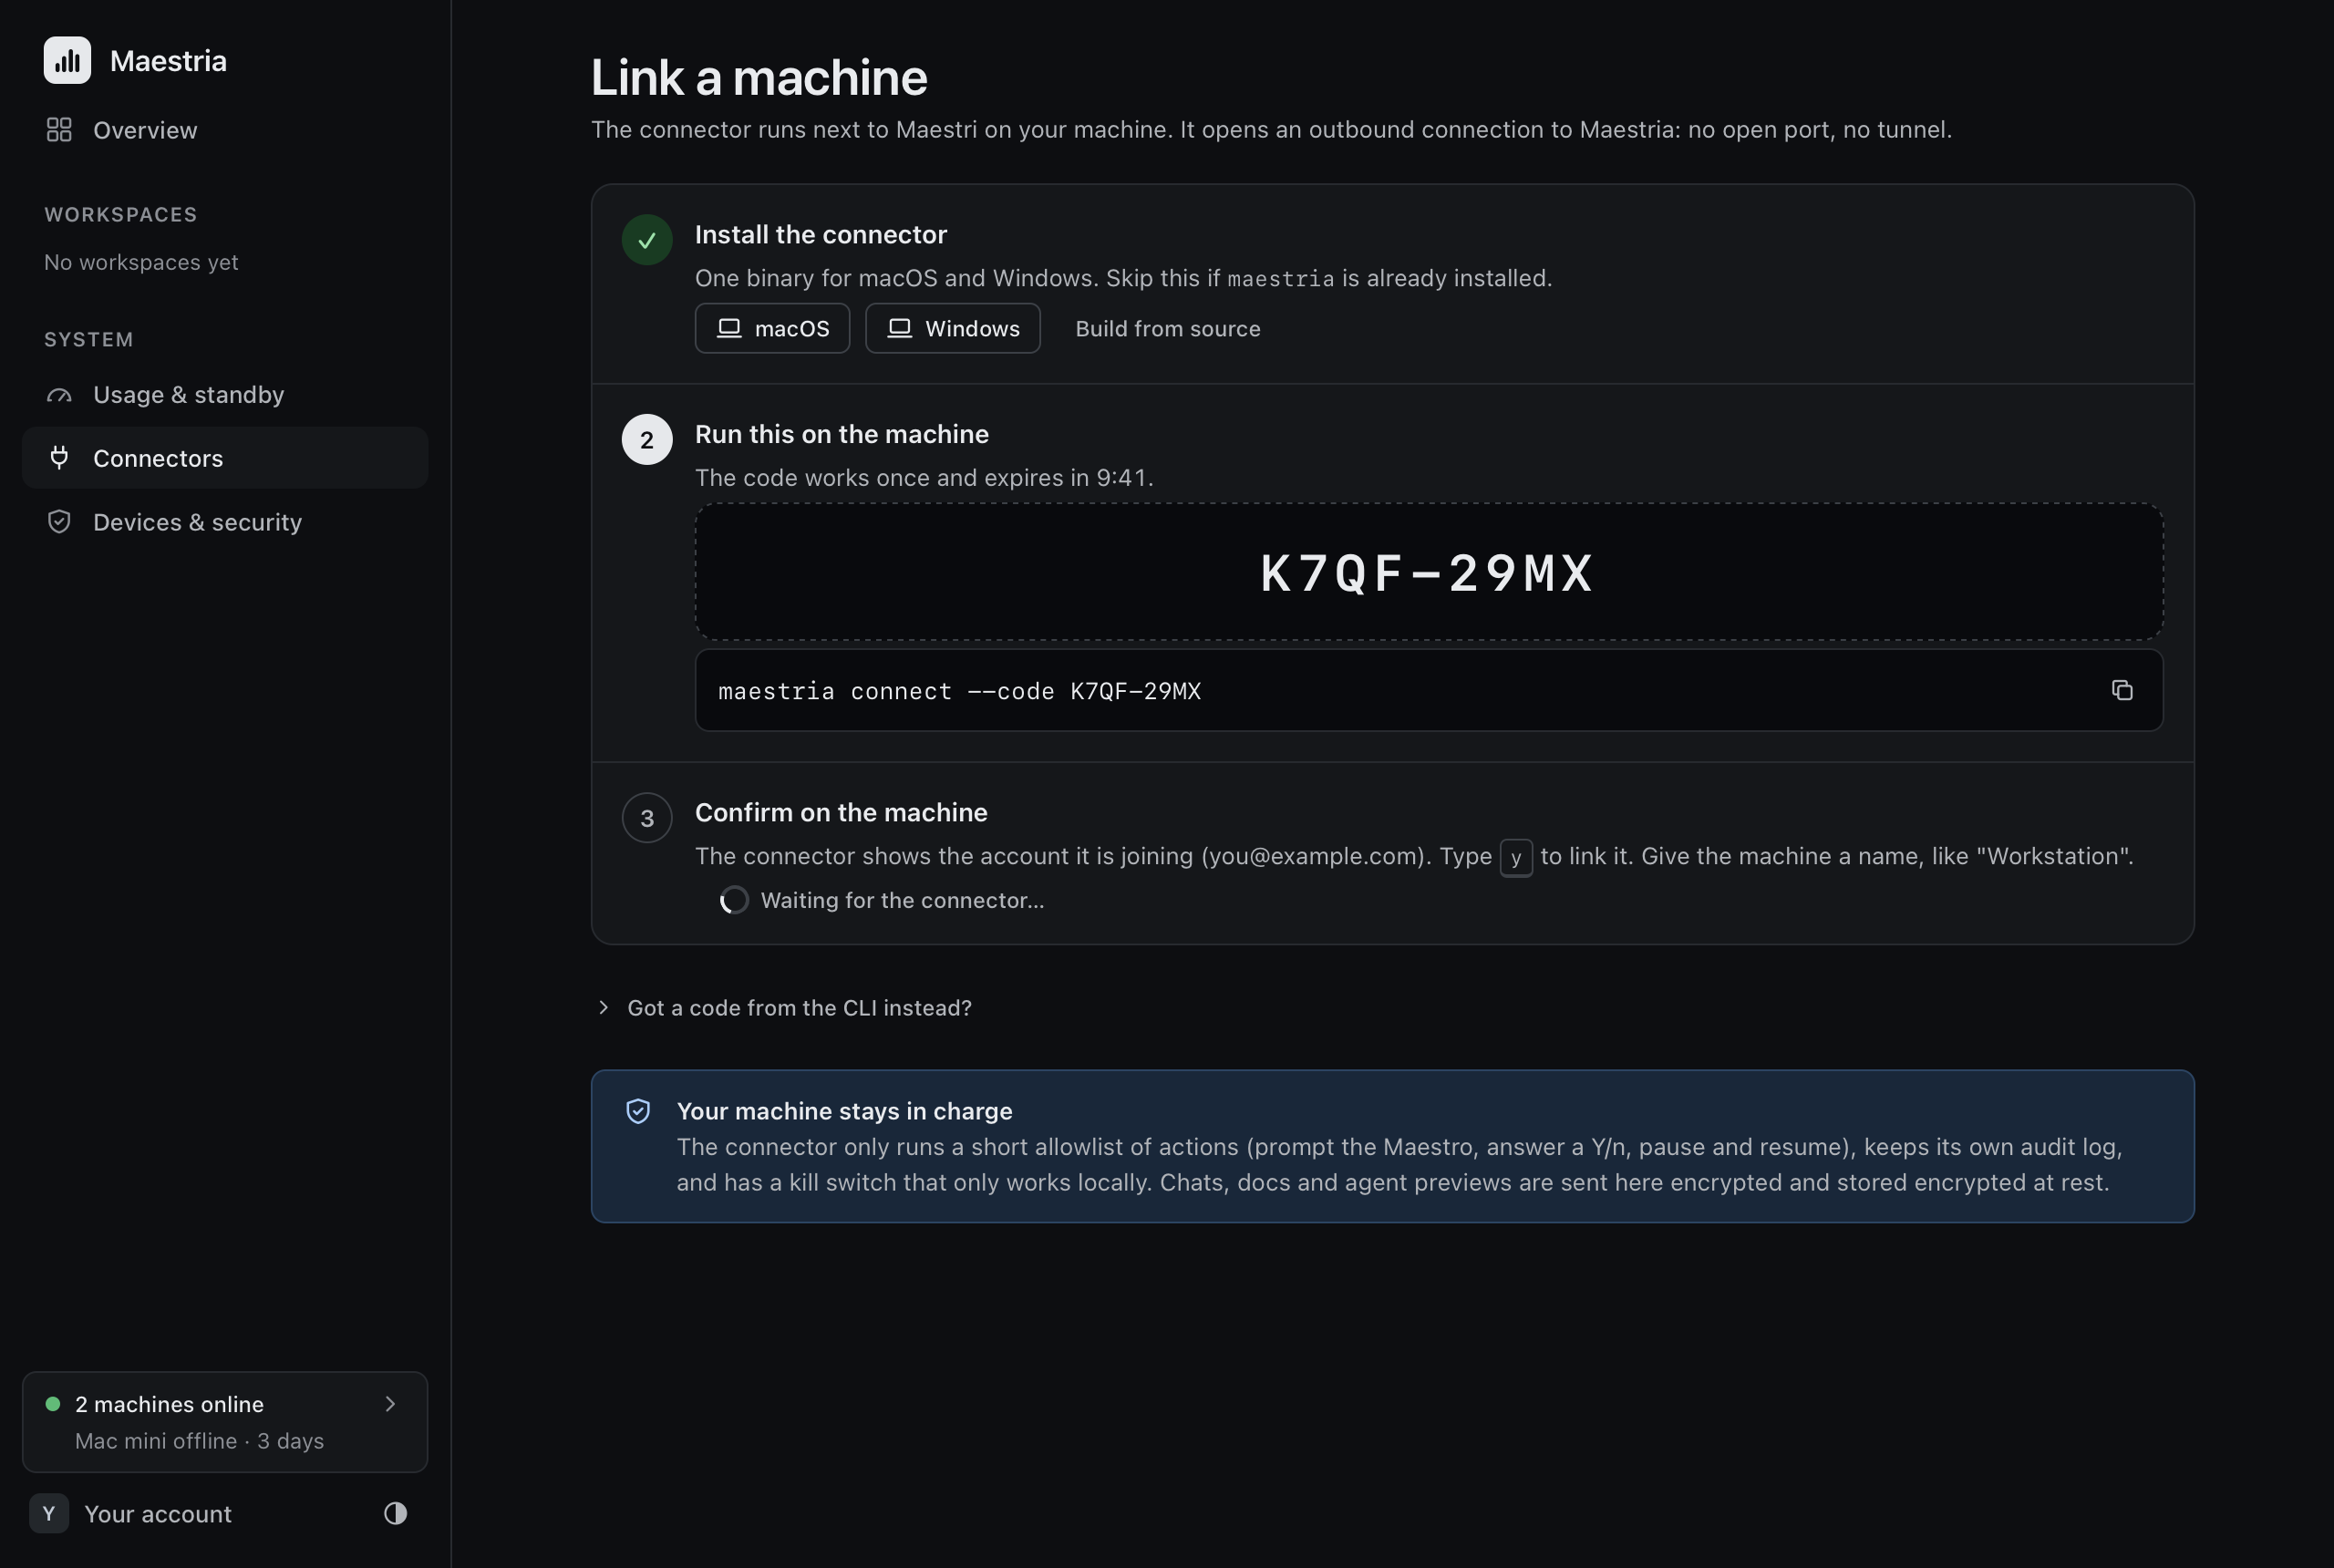 Maestria
Overview
WORKSPACES
No workspaces yet
SYSTEM
Usage & standby
Connectors
Devices & security
2 machines online
Mac mini offline · 3 days
Y
Your account
Link a machine
The connector runs next to Maestri on your machine. It opens an outbound connection to Maestria: no open port, no tunnel.
Install the connector
One binary for macOS and Windows. Skip this if maestria is already installed.
macOS
Windows
Build from source
2
Run this on the machine
The code works once and expires in 9:41.
K7QF-29MX
maestria connect --code K7QF-29MX
3
Confirm on the machine
The connector shows the account it is joining (you@example.com). Type y to link it. Give the machine a name, like "Workstation".
Waiting for the connector...
Got a code from the CLI instead?
Your machine stays in charge
The connector only runs a short allowlist of actions (prompt the Maestro, answer a Y/n, pause and resume), keeps its own audit log,
and has a kill switch that only works locally. Chats, docs and agent previews are sent here encrypted and stored encrypted at rest.